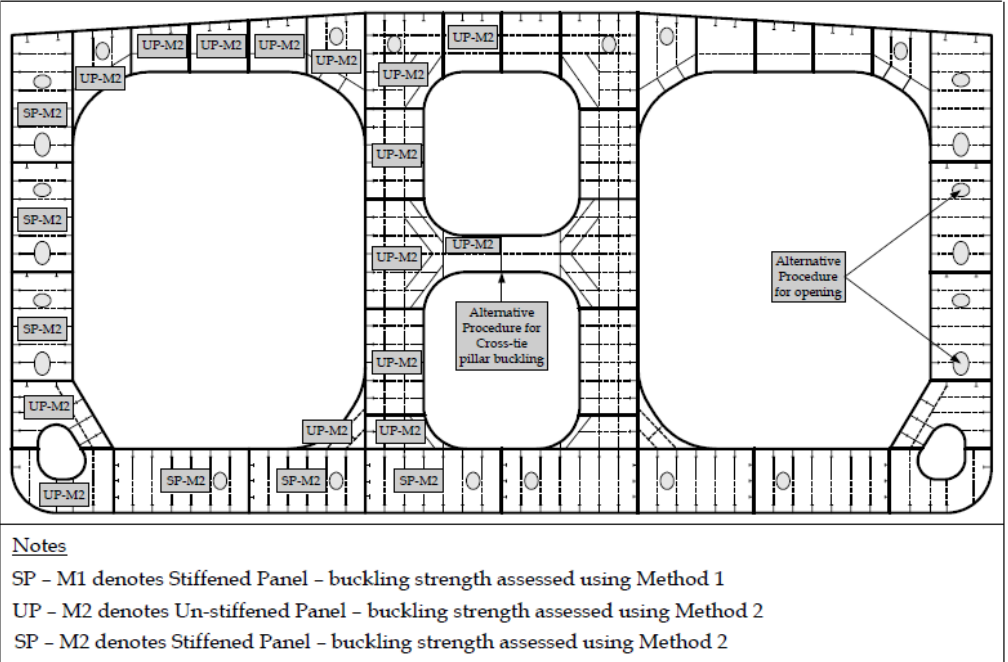 UP-M2
UP-M2
UP-M2
UP-M2
UP-M2
UP-M2
UP-M2
UP-M2
SP-M2
UP-M2
SP-M2
UP-M2
UP-M2
Alternative
Procedure
for opening
Alternative
Procedure for
Cross-tie
pillar buckling
SP-M2
UP-M2
UP-M2
UP-M2
UP-M2
SP-M2
SP-M2
SP-M2
UP-M2
Notes
SP – M1 denotes Stiffened Panel – buckling strength assessed using Method 1
UP – M2 denotes Un-stiffened Panel – buckling strength assessed using Method 2
SP – M2 denotes Stiffened Panel – buckling strength assessed using Method 2